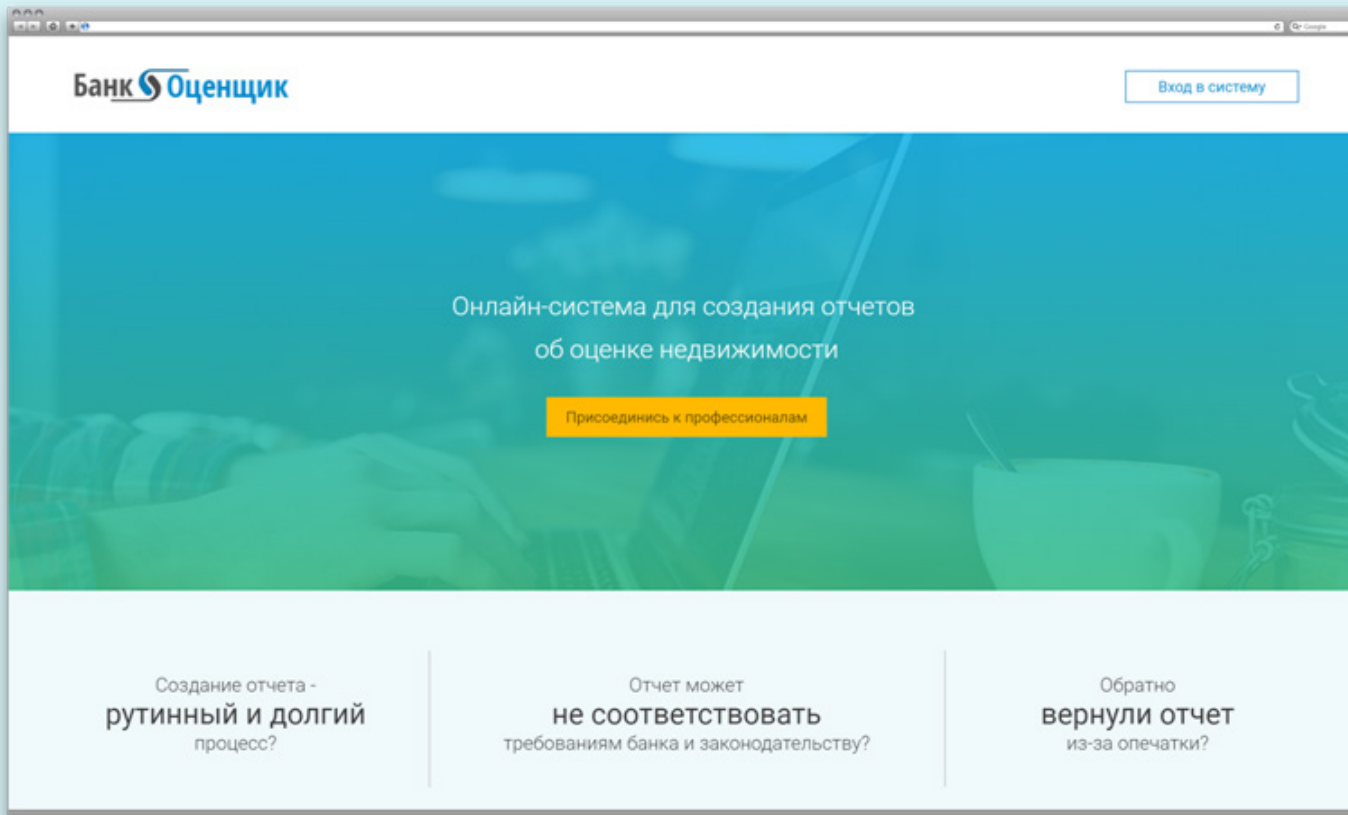 Google
Банк Оценщик
Вход в систему
Онлайн-система для создания отчетов
об оценке недвижимости
Присоединись к профессионалам
Создание отчета -
рутинный и долгий
процесс?
Отчет может
не соответствовать
требованиям банка и законодательству?
Обратно
вернули отчет
из-за опечатки?